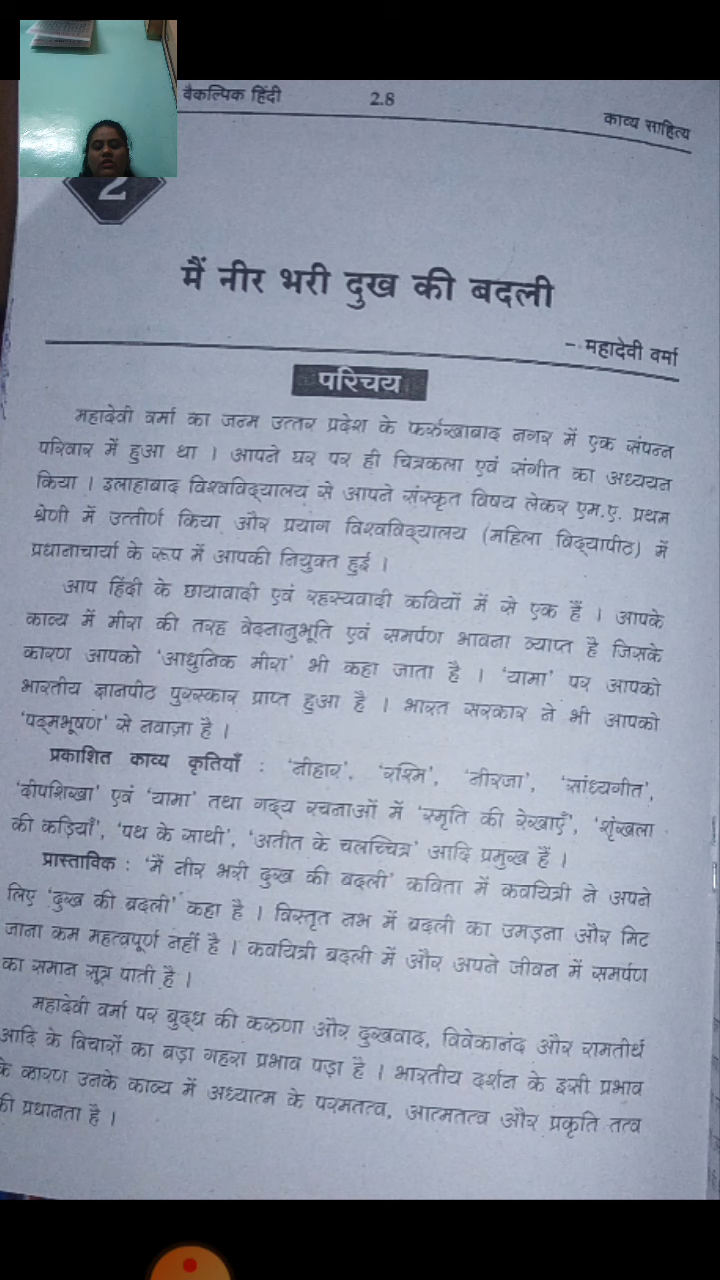 वैकल्पिक हिंदी 2.8 काव्य साहित्य
2
मैं नीर भरी दुख की बदली
- महादेवी वर्मा
परिचय
महादेवी वर्मा का जन्म उत्तर प्रदेश के फर्रुखाबाद नगर में एक संपन्न
परिवार में हुआ था । आपने घर पर ही चित्रकला एवं संगीत का अध्ययन
किया । इलाहाबाद विश्वविद्यालय से आपने संस्कृत विषय लेकर एम.ए. प्रथम
श्रेणी में उत्तीर्ण किया और प्रयाग विश्वविद्यालय (महिला विद्यापीठ) में
प्रधानाचार्या के रूप में आपकी नियुक्त हुई ।
आप हिंदी के छायावादी एवं रहस्यवादी कवियों में से एक हैं । आपके
काव्य में मीरा की तरह वेदनानुभूति एवं समर्पण भावना व्याप्त है जिसके
कारण आपको 'आधुनिक मीरा' भी कहा जाता है । 'यामा' पर आपको
भारतीय ज्ञानपीठ पुरस्कार प्राप्त हुआ है । भारत सरकार ने भी आपको
'पद्मभूषण' से नवाज़ा है ।
प्रकाशित काव्य कृतियाँ : 'नीहार', 'रश्मि', 'नीरजा', 'सांध्यगीत',
'दीपशिखा' एवं 'यामा' तथा गद्य रचनाओं में 'स्मृति की रेखाएँ', 'शृंखला
की कड़ियाँ', 'पथ के साथी', 'अतीत के चलच्चित्र' आदि प्रमुख हैं ।
प्रास्ताविक : 'मैं नीर भरी दुख की बदली' कविता में कवयित्री ने अपने
लिए 'दुख की बदली' कहा है । विस्तृत नभ में बदली का उमड़ना और मिट
जाना कम महत्वपूर्ण नहीं है । कवयित्री बदली में और अपने जीवन में समर्पण
का समान सूत्र पाती है ।
महादेवी वर्मा पर बुद्ध की करुणा और दुखवाद, विवेकानंद और रामतीर्थ
आदि के विचारों का बड़ा गहरा प्रभाव पड़ा है । भारतीय दर्शन के इसी प्रभाव
के कारण उनके काव्य में अध्यात्म के परमतत्व, आत्मतत्व और प्रकृति तत्व
की प्रधानता है ।